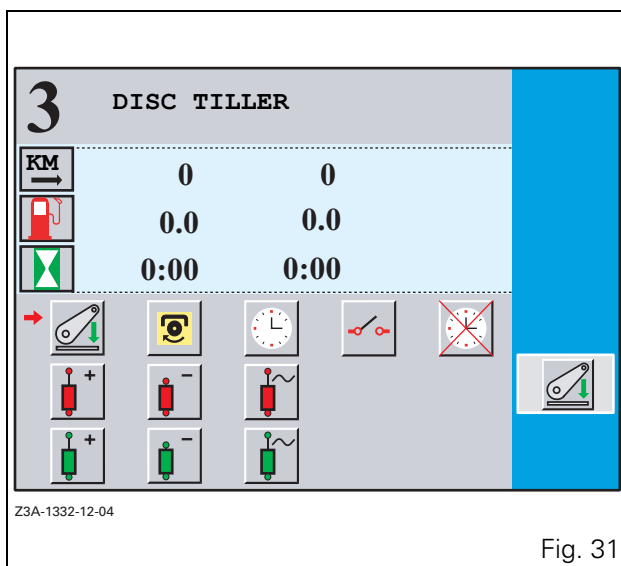 3 DISC TILLER
KM 0 0
0.0 0.0
0:00 0:00
+ − ~
+ − ~
Z3A-1332-12-04
Fig. 31